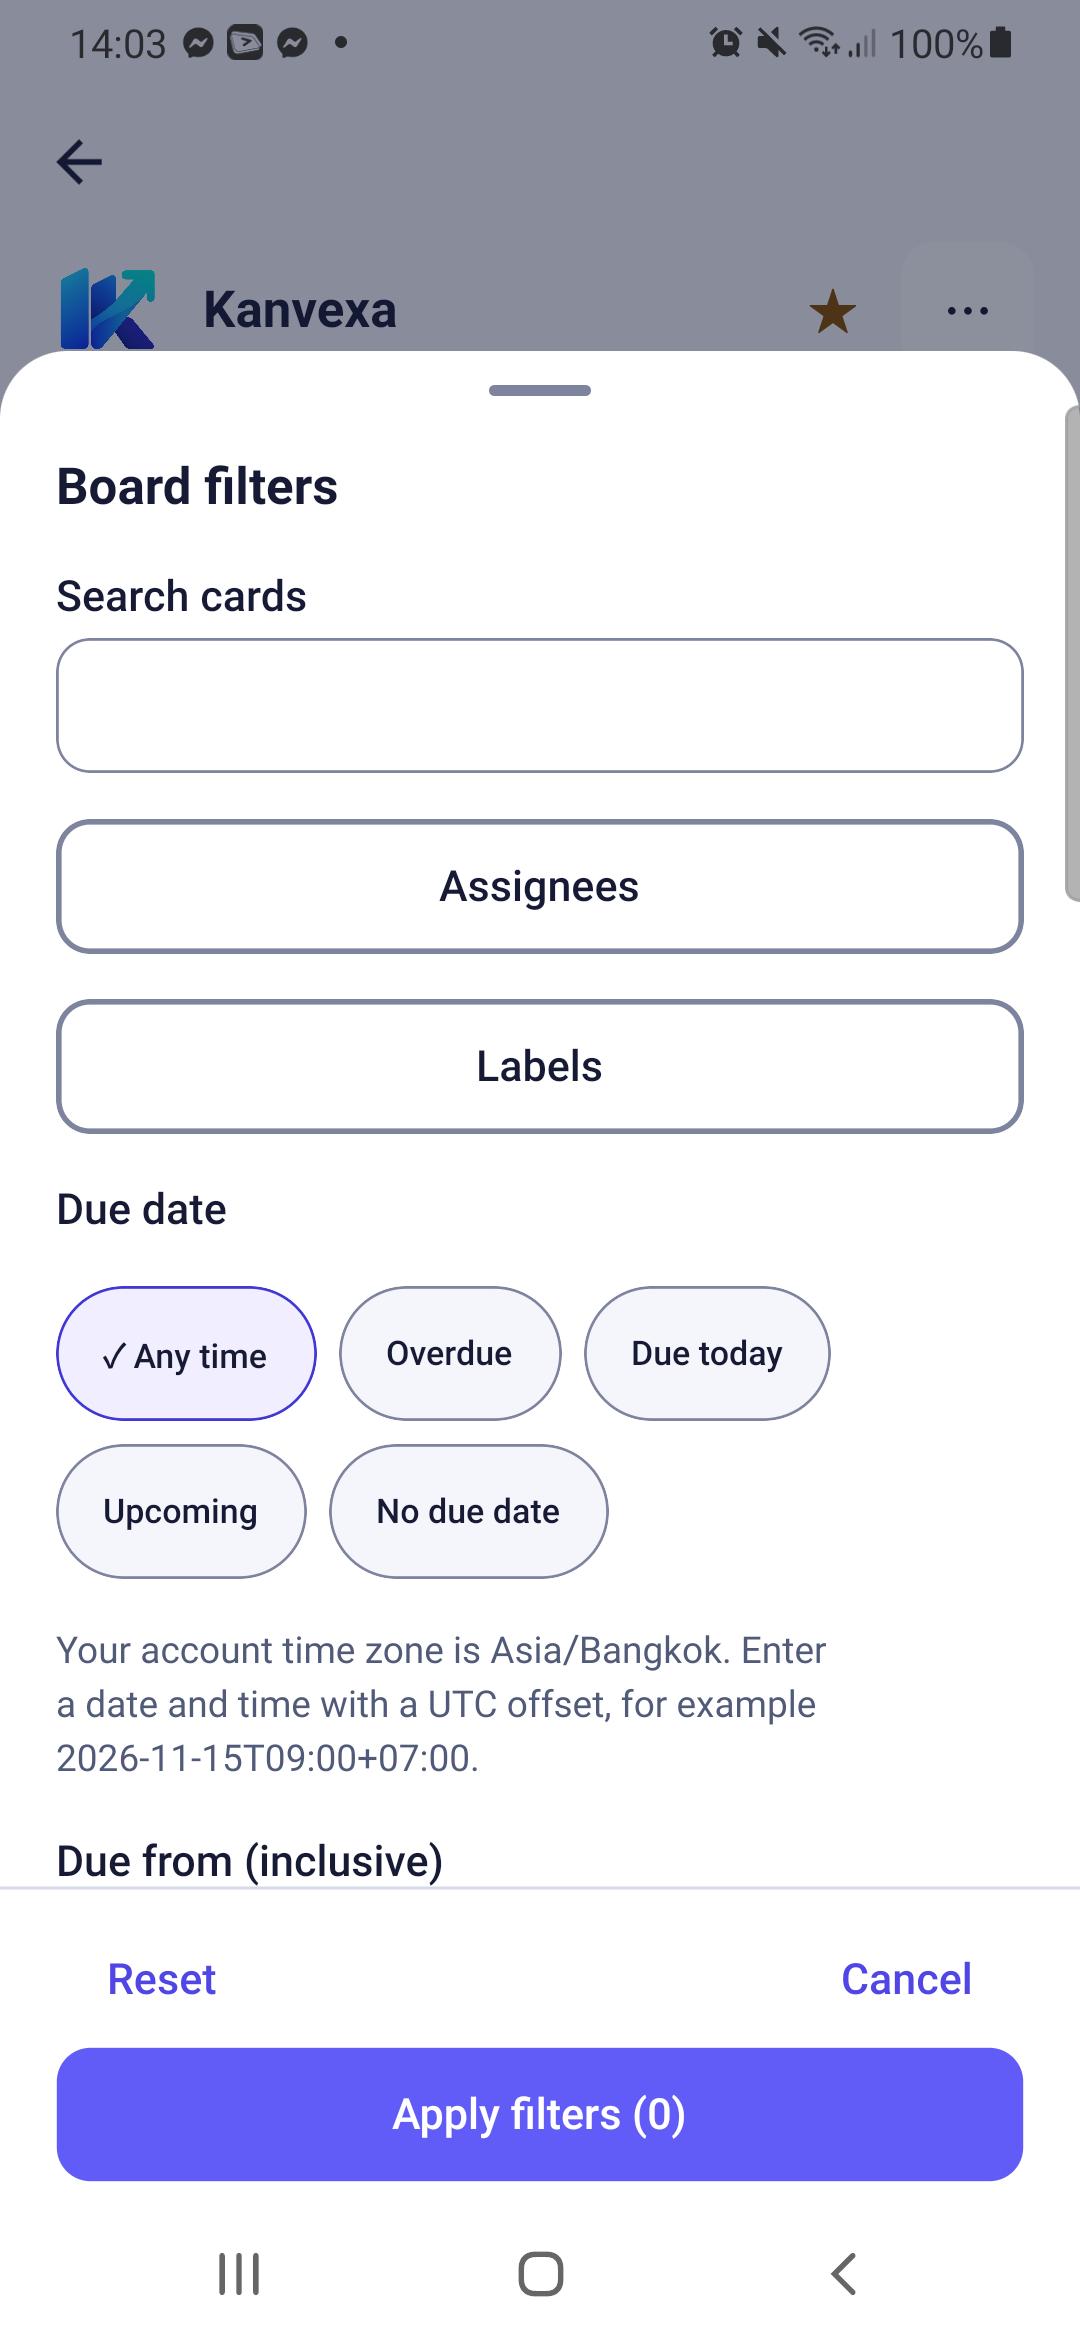 14:03
100%
Kanvexa
Board filters
Search cards
Assignees
Labels
Due date
✓ Any time
Overdue
Due today
Upcoming
No due date
Your account time zone is Asia/Bangkok. Enter
a date and time with a UTC offset, for example
2026-11-15T09:00+07:00.
Due from (inclusive)
Reset
Cancel
Apply filters (0)